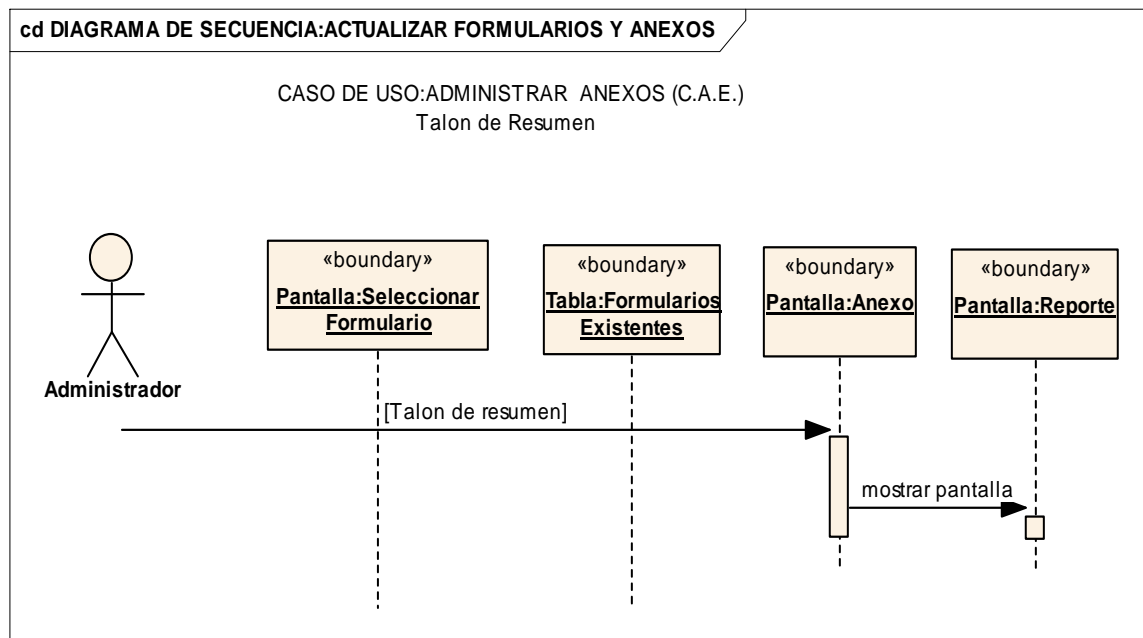 cd DIAGRAMA DE SECUENCIA:ACTUALIZAR FORMULARIOS Y ANEXOS
CASO DE USO:ADMINISTRAR ANEXOS (C.A.E.)
Talon de Resumen
«boundary»
Pantalla:Seleccionar
Formulario
«boundary»
Tabla:Formularios
Existentes
«boundary»
Pantalla:Anexo
«boundary»
Pantalla:Reporte
Administrador
[Talon de resumen]
mostrar pantalla